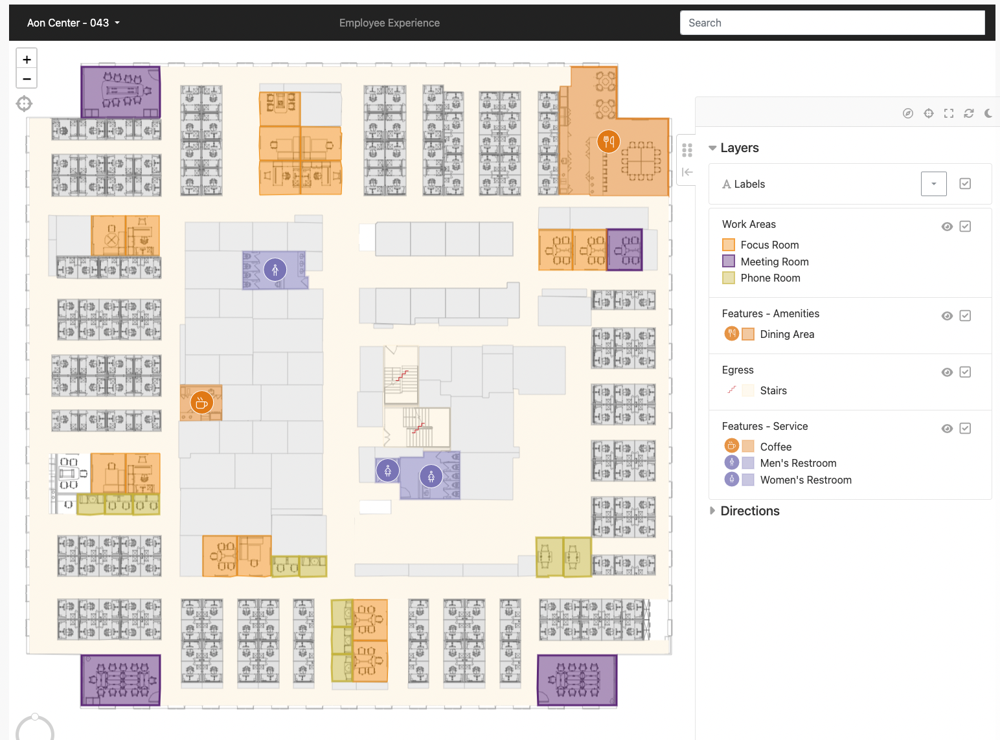 Aon Center - 043
Employee Experience
Search
+
−
Layers
A Labels
Work Areas
Focus Room
Meeting Room
Phone Room
Features - Amenities
Dining Area
Egress
Stairs
Features - Service
Coffee
Men's Restroom
Women's Restroom
Directions